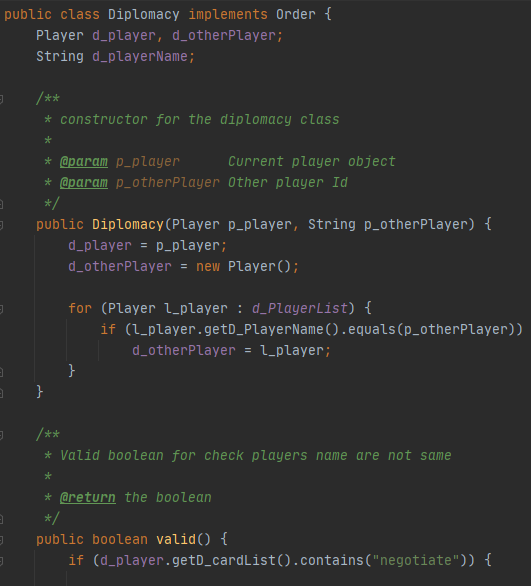 public class Diplomacy implements Order {
    Player d_player, d_otherPlayer;
    String d_playerName;

    /**
     * constructor for the diplomacy class
     *
     * @param p_player      Current player object
     * @param p_otherPlayer Other player Id
     */
    public Diplomacy(Player p_player, String p_otherPlayer) {
        d_player = p_player;
        d_otherPlayer = new Player();

        for (Player l_player : d_PlayerList) {
            if (l_player.getD_PlayerName().equals(p_otherPlayer))
                d_otherPlayer = l_player;
        }
    }

    /**
     * Valid boolean for check players name are not same
     *
     * @return the boolean
     */
    public boolean valid() {
        if (d_player.getD_cardList().contains("negotiate")) {